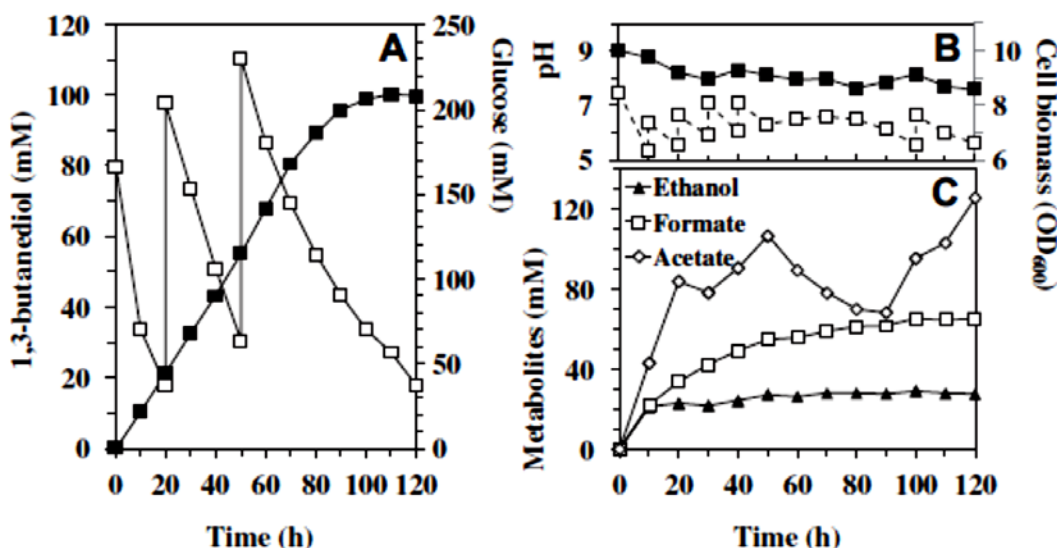 A
1,3-butanediol (mM)
120
100
80
60
40
20
0
250
200
150
100
50
0
Glucose (mM)
0 20 40 60 80 100 120
Time (h)
B
pH
9
7
5
10
8
6
Cell biomass (OD600)
C
Ethanol
Formate
Acetate
Metabolites (mM)
120
80
40
0
0 20 40 60 80 100 120
Time (h)